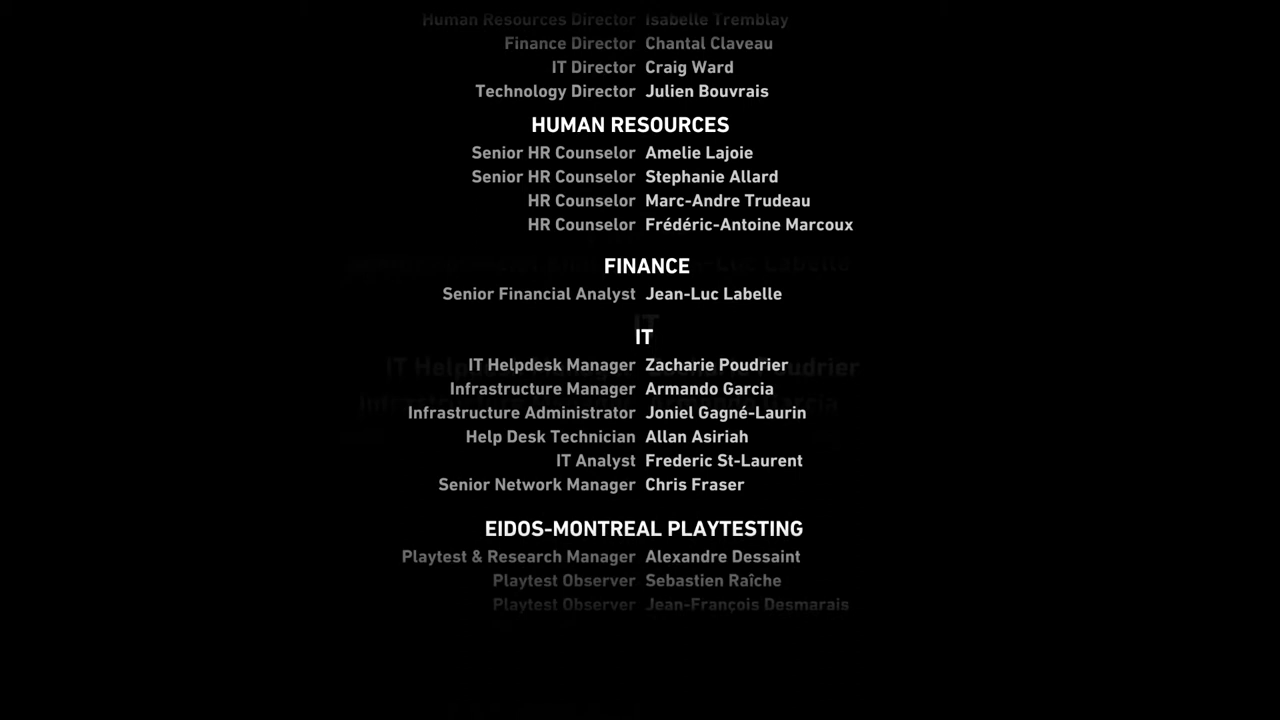 Human Resources Director Isabelle Tremblay
Finance Director Chantal Claveau
IT Director Craig Ward
Technology Director Julien Bouvrais
HUMAN RESOURCES
Senior HR Counselor Amelie Lajoie
Senior HR Counselor Stephanie Allard
HR Counselor Marc-Andre Trudeau
HR Counselor Frédéric-Antoine Marcoux
FINANCE
Senior Financial Analyst Jean-Luc Labelle
IT
IT Helpdesk Manager Zacharie Poudrier
Infrastructure Manager Armando Garcia
Infrastructure Administrator Joniel Gagné-Laurin
Help Desk Technician Allan Asiriah
IT Analyst Frederic St-Laurent
Senior Network Manager Chris Fraser
EIDOS-MONTREAL PLAYTESTING
Playtest & Research Manager Alexandre Dessaint
Playtest Observer Sebastien Raîche
Playtest Observer Jean-François Desmarais